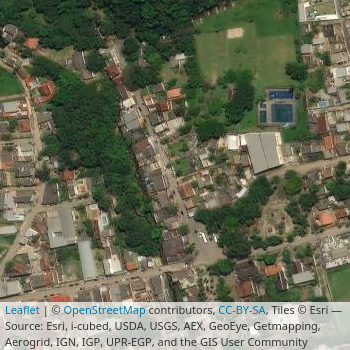 Leaflet | © OpenStreetMap contributors, CC-BY-SA, Tiles © Esri —
Source: Esri, i-cubed, USDA, USGS, AEX, GeoEye, Getmapping,
Aerogrid, IGN, IGP, UPR-EGP, and the GIS User Community